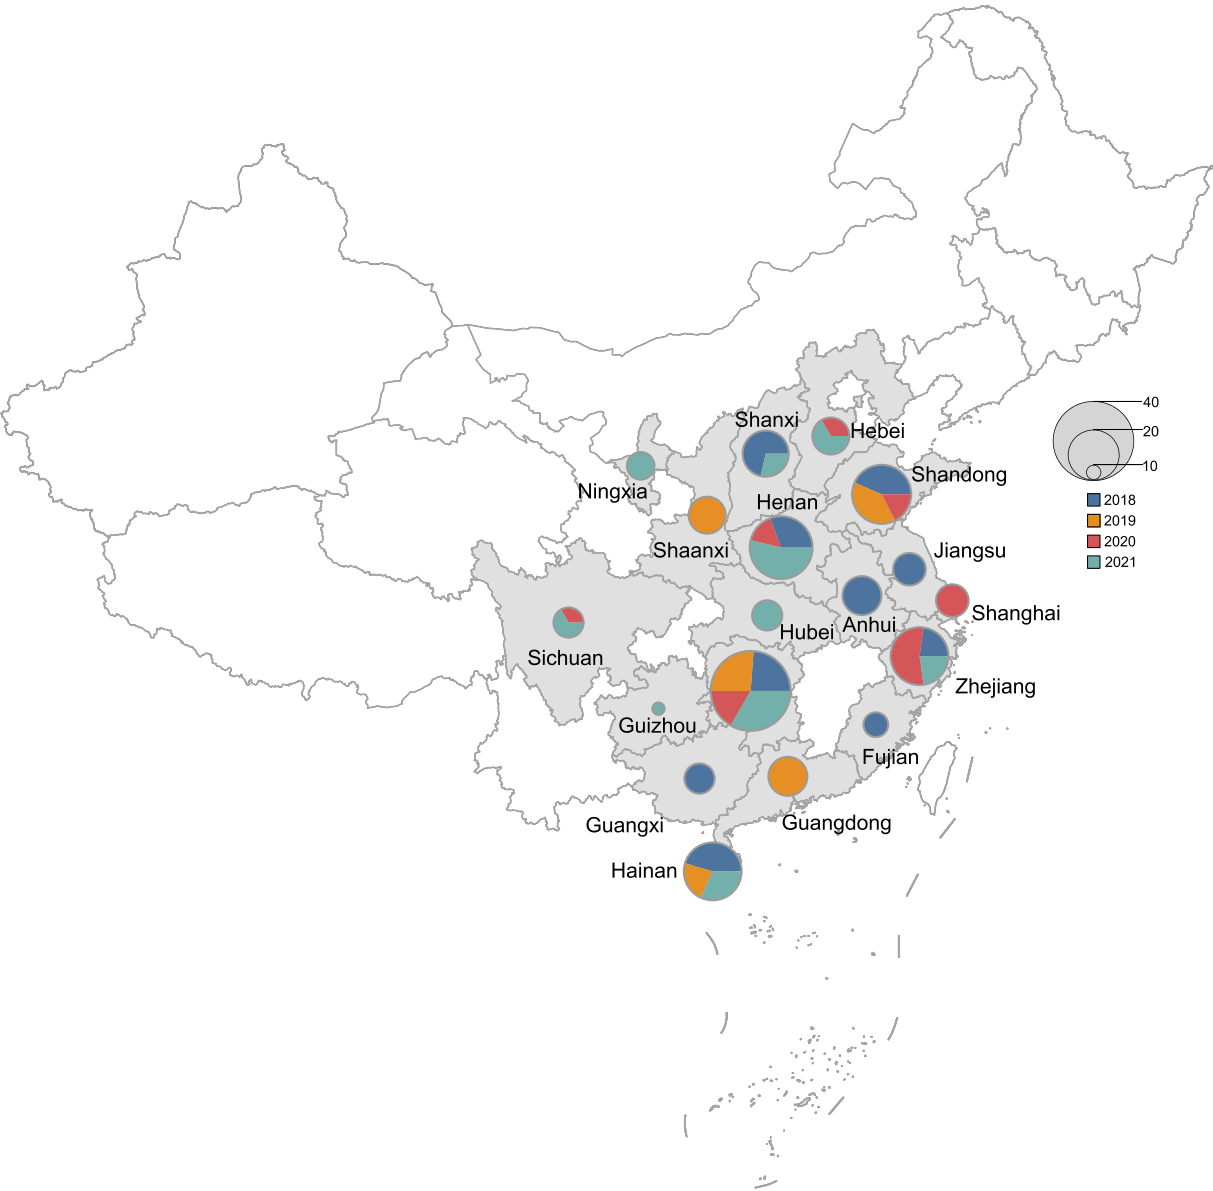 Shanxi
Hebei
Shandong
Ningxia
Henan
Shaanxi
Jiangsu
Shanghai
Anhui
Hubei
Sichuan
Zhejiang
Guizhou
Fujian
Guangxi
Guangdong
Hainan
40
20
10
2018
2019
2020
2021